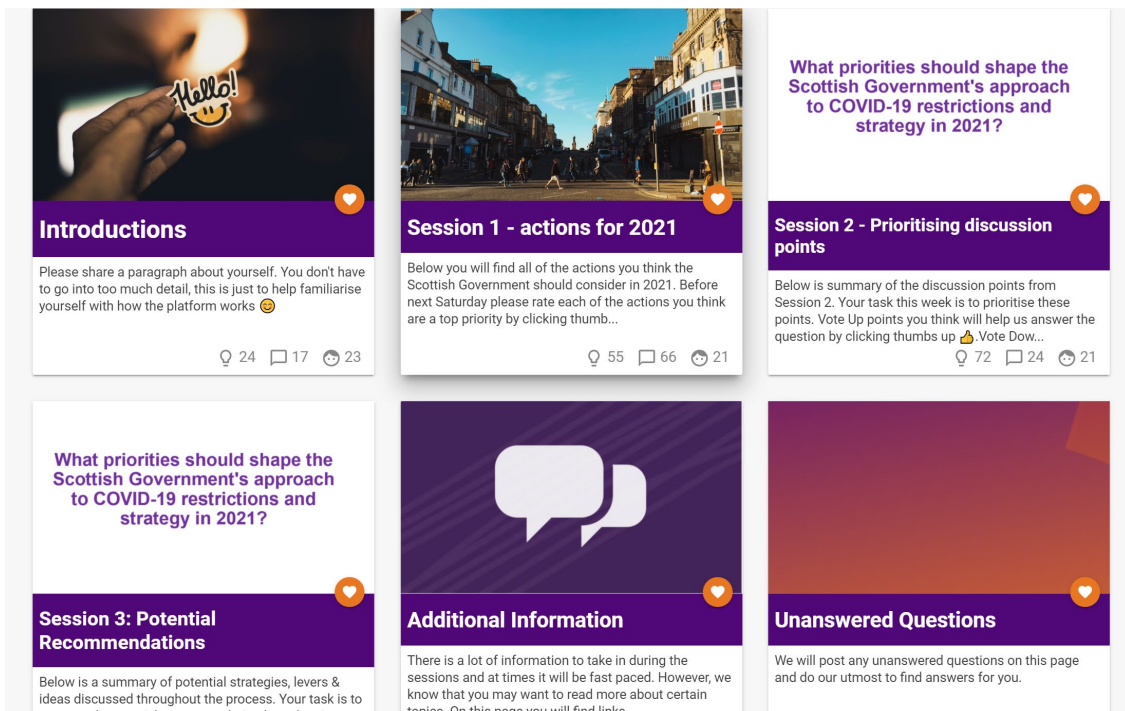 Hello!
Introductions
Please share a paragraph about yourself. You don't have
to go into too much detail, this is just to help familiarise
yourself with how the platform works 😊
24 17 23
Session 1 - actions for 2021
Below you will find all of the actions you think the
Scottish Government should consider in 2021. Before
next Saturday please rate each of the actions you think
are a top priority by clicking thumb...
55 66 21
What priorities should shape the
Scottish Government's approach
to COVID-19 restrictions and
strategy in 2021?
Session 2 - Prioritising discussion
points
Below is summary of the discussion points from
Session 2. Your task this week is to prioritise these
points. Vote Up points you think will help us answer the
question by clicking thumbs up 👍.Vote Dow...
72 24 21
What priorities should shape the
Scottish Government's approach
to COVID-19 restrictions and
strategy in 2021?
Session 3: Potential
Recommendations
Below is a summary of potential strategies, levers &
ideas discussed throughout the process. Your task is to
Additional Information
There is a lot of information to take in during the
sessions and at times it will be fast paced. However, we
know that you may want to read more about certain
topics. On this page you will find links
Unanswered Questions
We will post any unanswered questions on this page
and do our utmost to find answers for you.